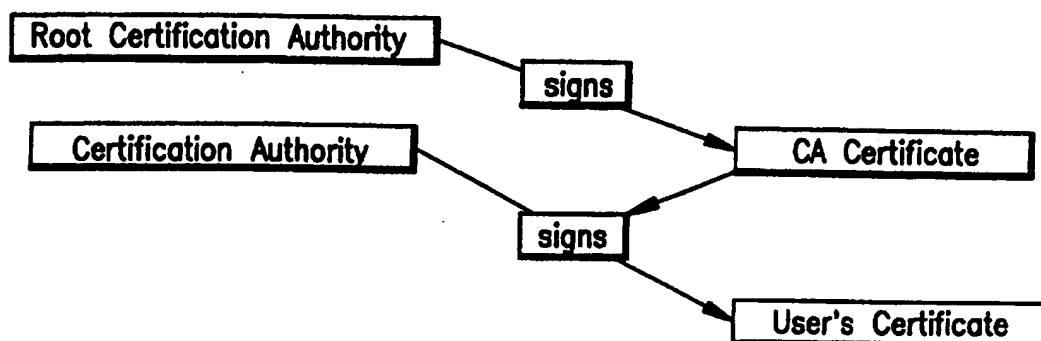 Root Certification Authority
signs
Certification Authority
CA Certificate
signs
User's Certificate